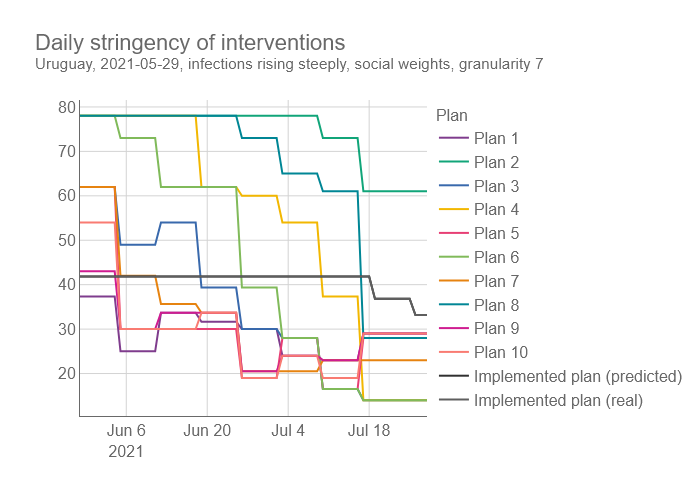 Daily stringency of interventions
Uruguay, 2021-05-29, infections rising steeply, social weights, granularity 7
80
70
60
50
40
30
20
Jun 6
2021
Jun 20
Jul 4
Jul 18
Plan
Plan 1
Plan 2
Plan 3
Plan 4
Plan 5
Plan 6
Plan 7
Plan 8
Plan 9
Plan 10
Implemented plan (predicted)
Implemented plan (real)